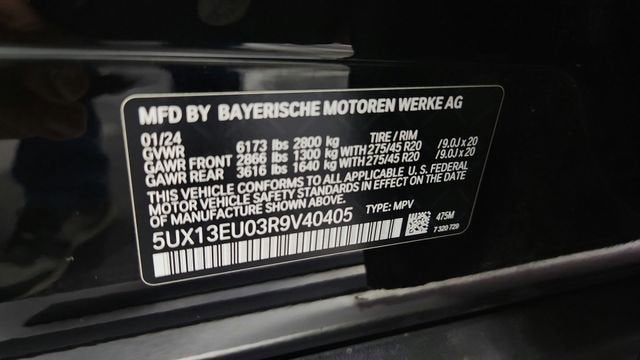 MFD BY BAYERISCHE MOTOREN WERKE AG
01/24 TIRE / RIM
GVWR 6173 lbs 2800 kg
GAWR FRONT 2866 lbs 1300 kg WITH 275/45 R20 /9.0J x 20
GAWR REAR 3616 lbs 1640 kg WITH 275/45 R20 /9.0J x 20
THIS VEHICLE CONFORMS TO ALL APPLICABLE U.S. FEDERAL
MOTOR VEHICLE SAFETY STANDARDS IN EFFECT ON THE DATE OF
MANUFACTURE SHOWN ABOVE.
5UX13EU03R9V40405 TYPE: MPV 475M
7 320 729